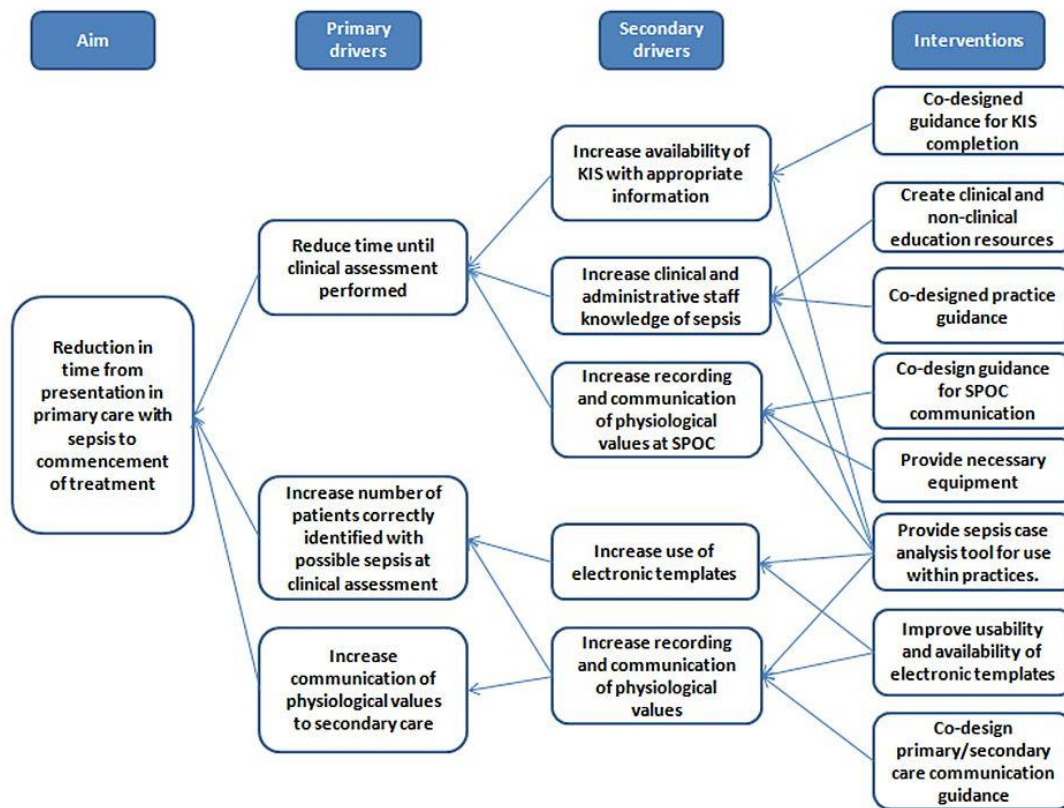 Aim
Primary
drivers
Secondary
drivers
Interventions
Reduction in
time from
presentation in
primary care with
sepsis to
commencement
of treatment
Reduce time until
clinical assessment
performed
Increase number of
patients correctly
identified with
possible sepsis at
clinical assessment
Increase
communication of
physiological values
to secondary care
Increase availability of
KIS with appropriate
information
Increase clinical and
administrative staff
knowledge of sepsis
Increase recording
and communication
of physiological
values at SPOC
Increase use of
electronic templates
Increase recording
and communication
of physiological
values
Co-designed
guidance for KIS
completion
Create clinical and
non-clinical
education resources
Co-designed practice
guidance
Co-design guidance
for SPOC
communication
Provide necessary
equipment
Provide sepsis case
analysis tool for use
within practices.
Improve usability
and availability of
electronic templates
Co-design
primary/secondary
care communication
guidance